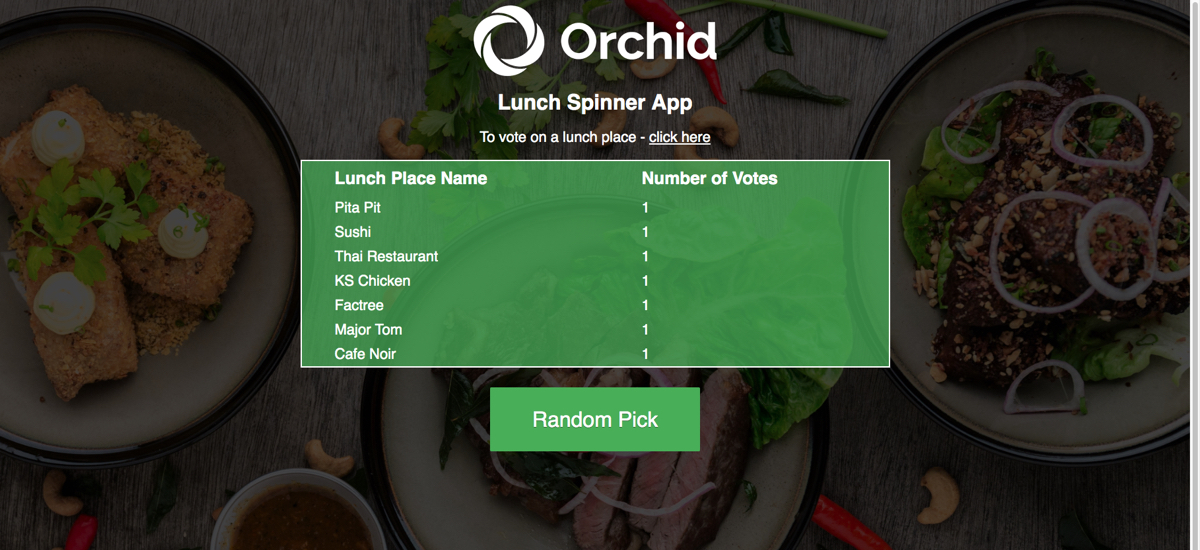 Orchid
Lunch Spinner App
To vote on a lunch place - click here
Lunch Place Name Number of Votes
Pita Pit 1
Sushi 1
Thai Restaurant 1
KS Chicken 1
Factree 1
Major Tom 1
Cafe Noir 1
Random Pick